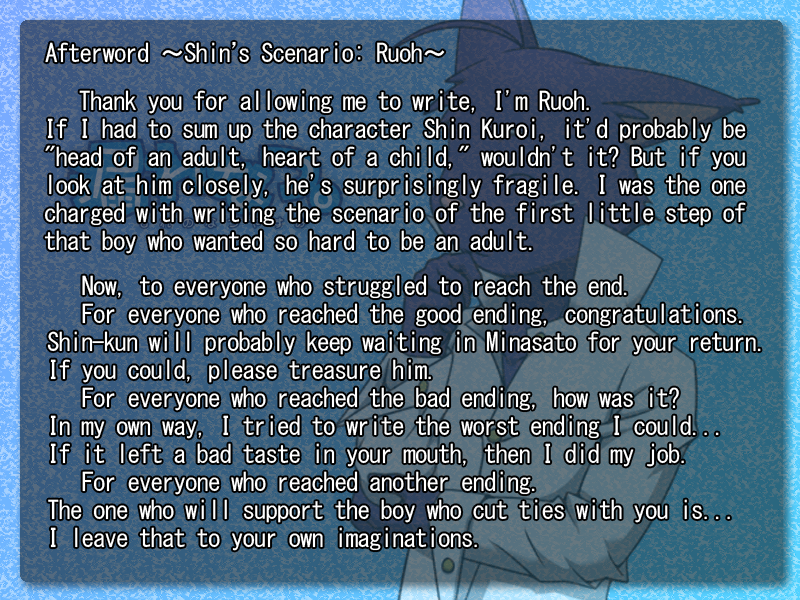 Afterword ～Shin's Scenario: Ruoh～
Thank you for allowing me to write, I'm Ruoh.
If I had to sum up the character Shin Kuroi, it'd probably be
"head of an adult, heart of a child," wouldn't it? But if you
look at him closely, he's surprisingly fragile. I was the one
charged with writing the scenario of the first little step of
that boy who wanted so hard to be an adult.
Now, to everyone who struggled to reach the end.
For everyone who reached the good ending, congratulations.
Shin-kun will probably keep waiting in Minasato for your return.
If you could, please treasure him.
For everyone who reached the bad ending, how was it?
In my own way, I tried to write the worst ending I could...
If it left a bad taste in your mouth, then I did my job.
For everyone who reached another ending.
The one who will support the boy who cut ties with you is...
I leave that to your own imaginations.